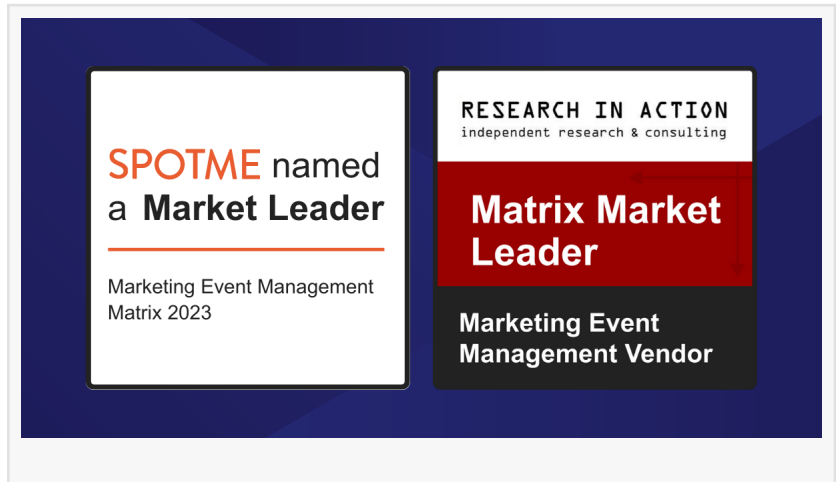 SPOTME named
a Market Leader
Marketing Event Management
Matrix 2023
RESEARCH IN ACTION
independent research & consulting
Matrix Market
Leader
Marketing Event
Management Vendor